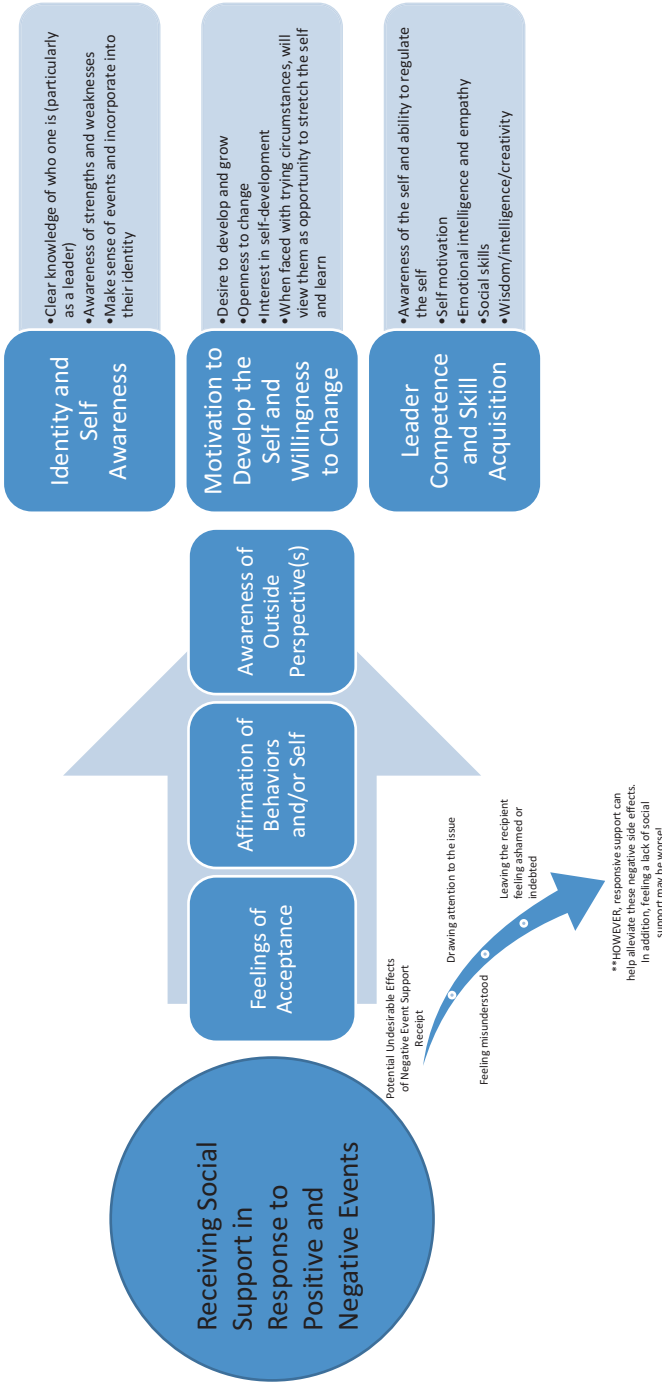 Receiving Social
Support in
Response to
Positive and
Negative Events
Feelings of
Acceptance
Affirmation of
Behaviors
and/or Self
Awareness of
Outside
Perspective(s)
Identity and
Self
Awareness
•Clear knowledge of who one is (particularly
as a leader)
•Awareness of strengths and weaknesses
•Make sense of events and incorporate into
their identity
Motivation to
Develop the
Self and
Willingness
to Change
•Desire to develop and grow
•Openness to change
•Interest in self-development
•When faced with trying circumstances, will
view them as opportunity to stretch the self
and learn
Leader
Competence
and Skill
Acquisition
•Awareness of the self and ability to regulate
the self
•Self motivation
•Emotional intelligence and empathy
•Social skills
•Wisdom/intelligence/creativity
Potential Undesirable Effects
of Negative Event Support
Receipt
Feeling misunderstood
Drawing attention to the issue
Leaving the recipient
feeling ashamed or
indebted
**HOWEVER, responsive support can
help alleviate these negative side effects.
In addition, feeling a lack of social
support may be worse!